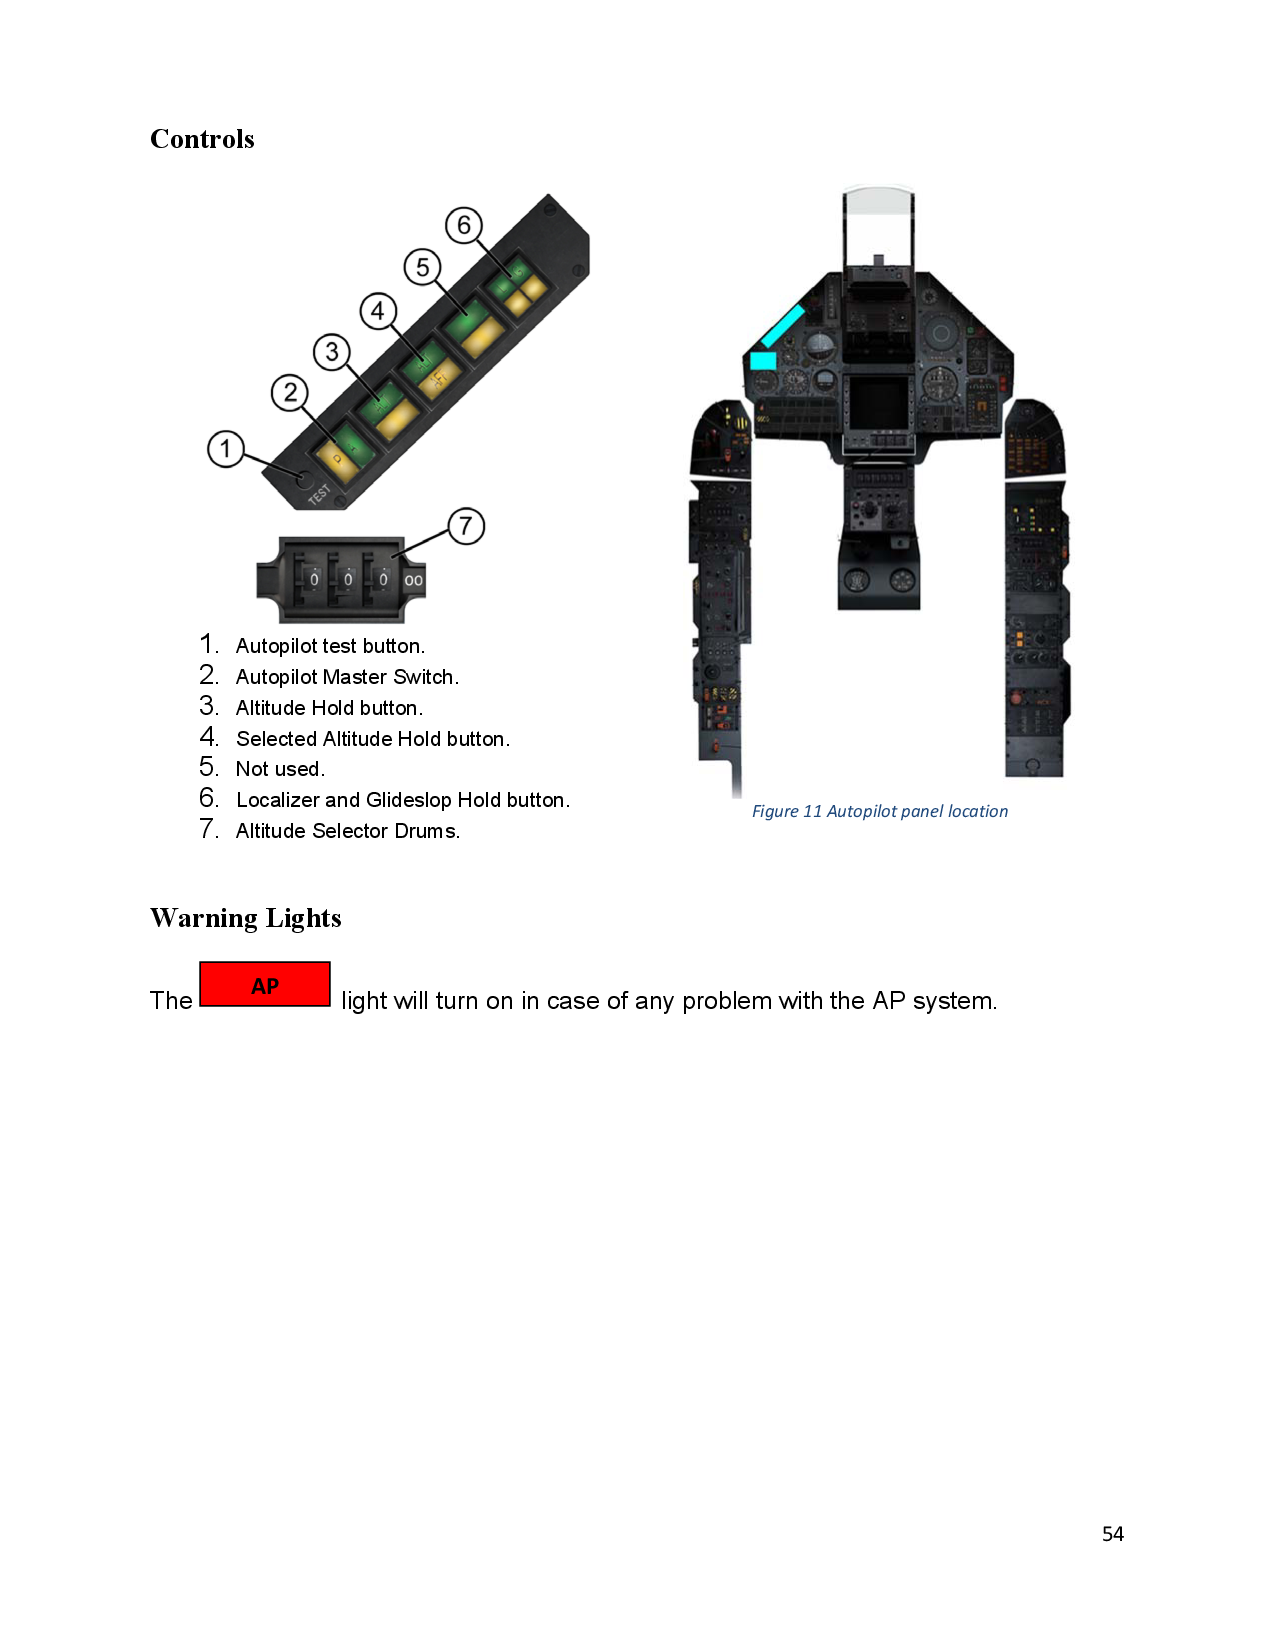 Controls
6
5
4
3
2
1
TEST
7
0 0 0 00
1. Autopilot test button.
2. Autopilot Master Switch.
3. Altitude Hold button.
4. Selected Altitude Hold button.
5. Not used.
6. Localizer and Glideslop Hold button.
7. Altitude Selector Drums.
Figure 11 Autopilot panel location
Warning Lights
The AP light will turn on in case of any problem with the AP system.
54